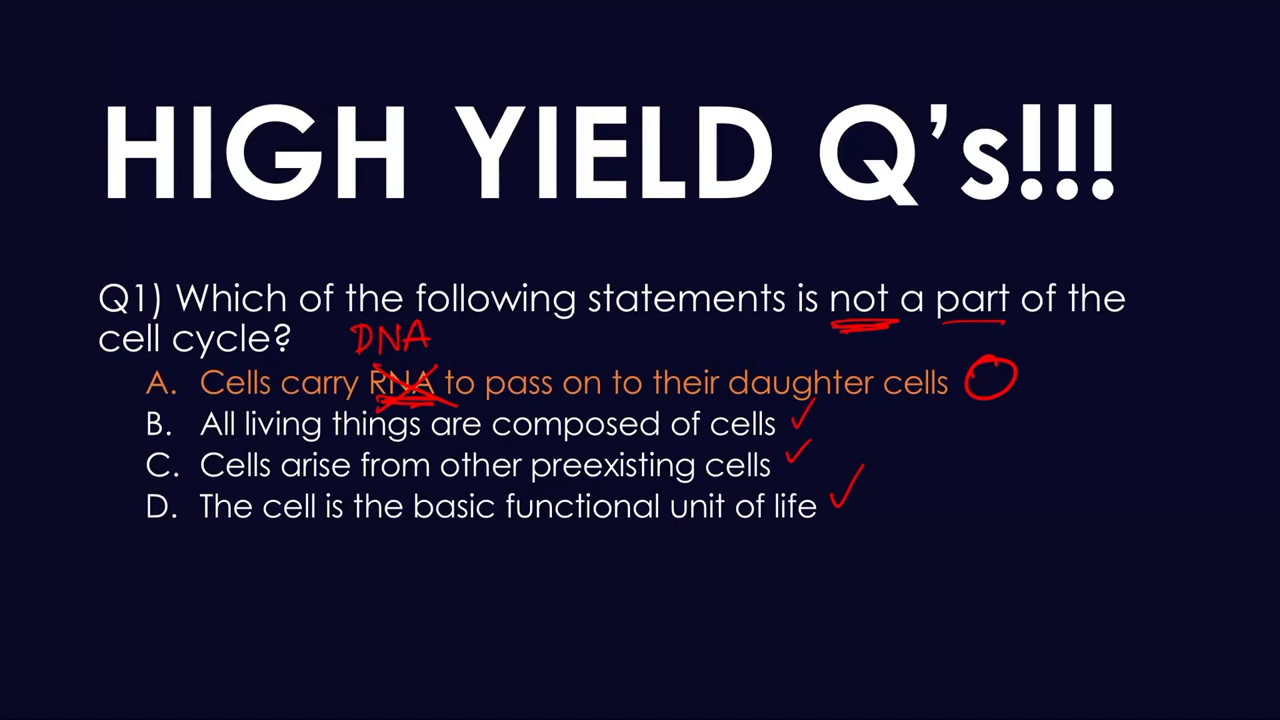 HIGH YIELD Q’s!!!
Q1) Which of the following statements is not a part of the
cell cycle?
DNA
A. Cells carry RNA to pass on to their daughter cells
B. All living things are composed of cells
C. Cells arise from other preexisting cells
D. The cell is the basic functional unit of life